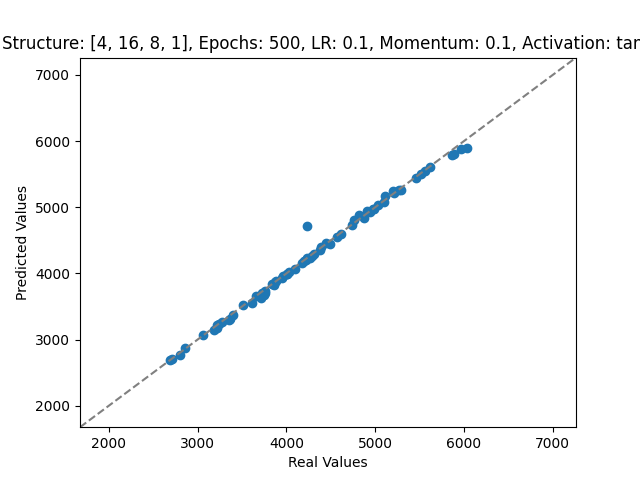 Structure: [4, 16, 8, 1], Epochs: 500, LR: 0.1, Momentum: 0.1, Activation: tan
7000
6000
5000
4000
3000
2000
Predicted Values
2000 3000 4000 5000 6000 7000
Real Values